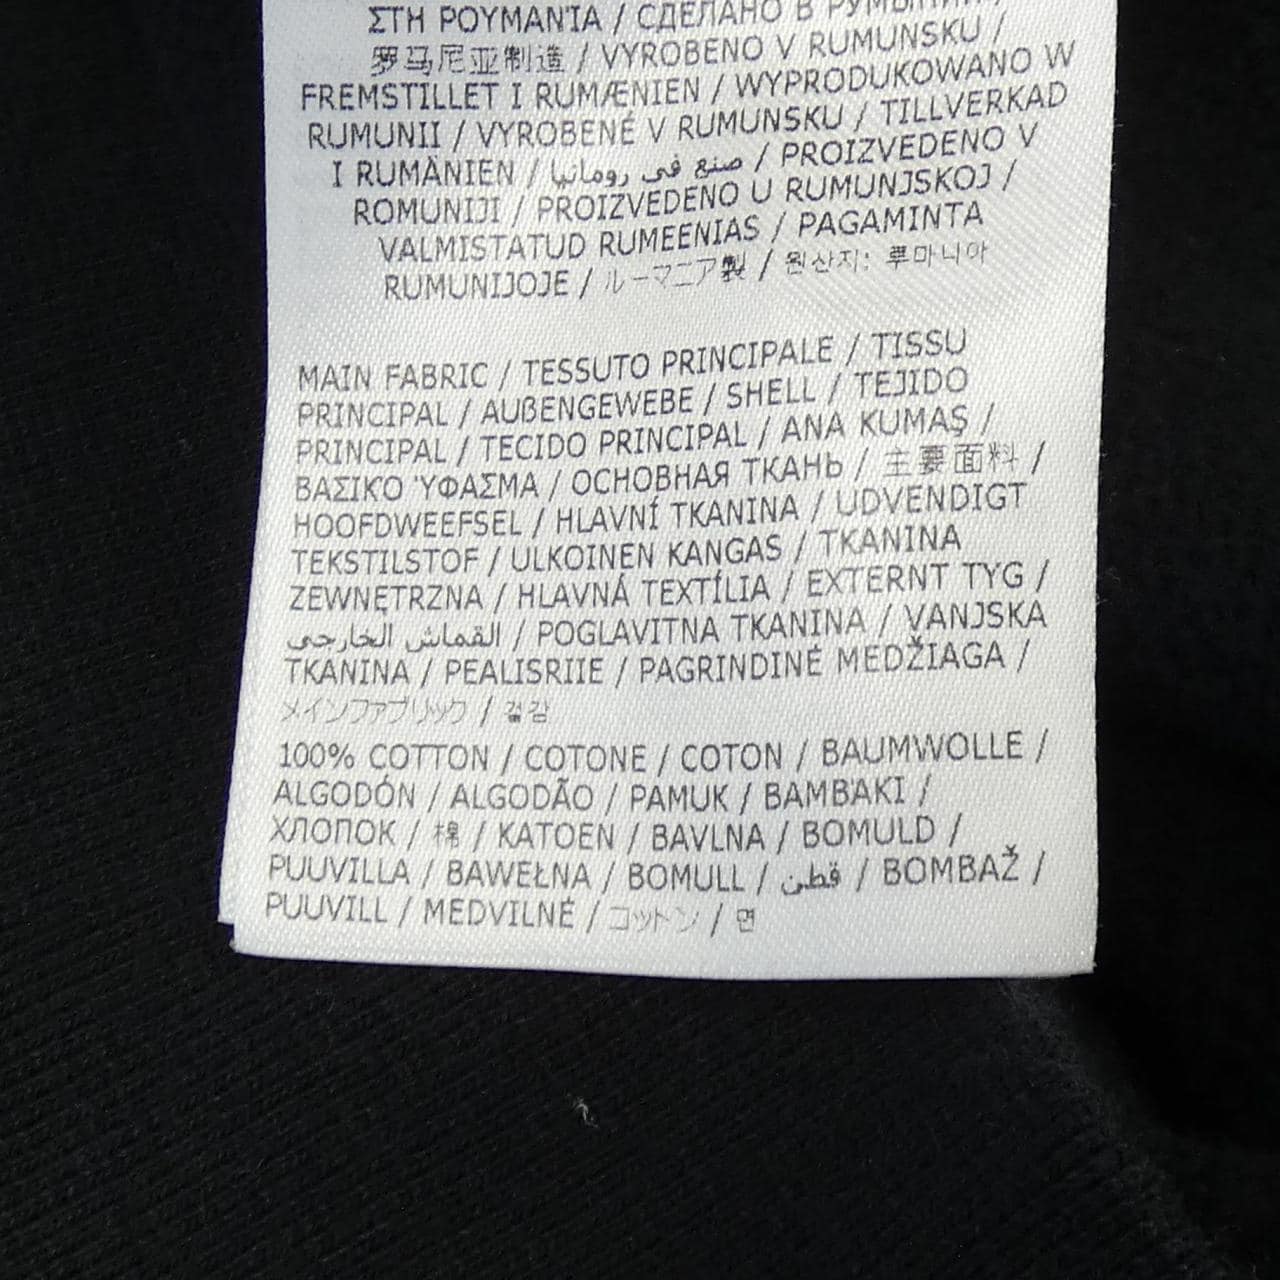 ΣΤΗ ΡΟΥΜΑΝ'ΙΑ / СДЕЛАНО В РУМЫНИИ /
罗马尼亚制造 / VYROBENO V RUMUNSKU /
FREMSTILLET I RUMÆNIEN / WYPRODUKOWANO W
RUMUNII / VYROBENÉ V RUMUNSKU / TILLVERKAD
I RUMÄNIEN / صنع في رومانيا / PROIZVEDENO V
ROMUNIJI / PROIZVEDENO U RUMUNJSKOJ /
VALMISTATUD RUMEENIAS / PAGAMINTA
RUMUNIJOJE / ルーマニア製 / 원산지: 루마니아
MAIN FABRIC / TESSUTO PRINCIPALE / TISSU
PRINCIPAL / AUßENGEWEBE / SHELL / TEJIDO
PRINCIPAL / TECIDO PRINCIPAL / ANA KUMAŞ /
ΒΑΣΙΚΟ 'ΥΦΑΣΜΑ / ОСНОВНАЯ ТКАНЬ / 主要面料 /
HOOFDWEEFSEL / HLAVNÍ TKANINA / UDVENDIGT
TEKSTILSTOF / ULKOINEN KANGAS / TKANINA
ZEWNĘTRZNA / HLAVNÁ TEXTÍLIA / EXTERNT TYG /
القماش الخارجي / POGLAVITNA TKANINA / VANJSKA
TKANINA / PEALISRIIE / PAGRINDINĖ MEDŽIAGA /
メインファブリック / 겉감
100% COTTON / COTONE / COTON / BAUMWOLLE /
ALGODÓN / ALGODÃO / PAMUK / ΒΑΜΒ'ΑΚΙ /
ХЛОПОК / 棉 / KATOEN / BAVLNA / BOMULD /
PUUVILLA / BAWEŁNA / BOMULL / قطن / BOMBAŽ /
PUUVILL / MEDVILNĖ / コットン / 면